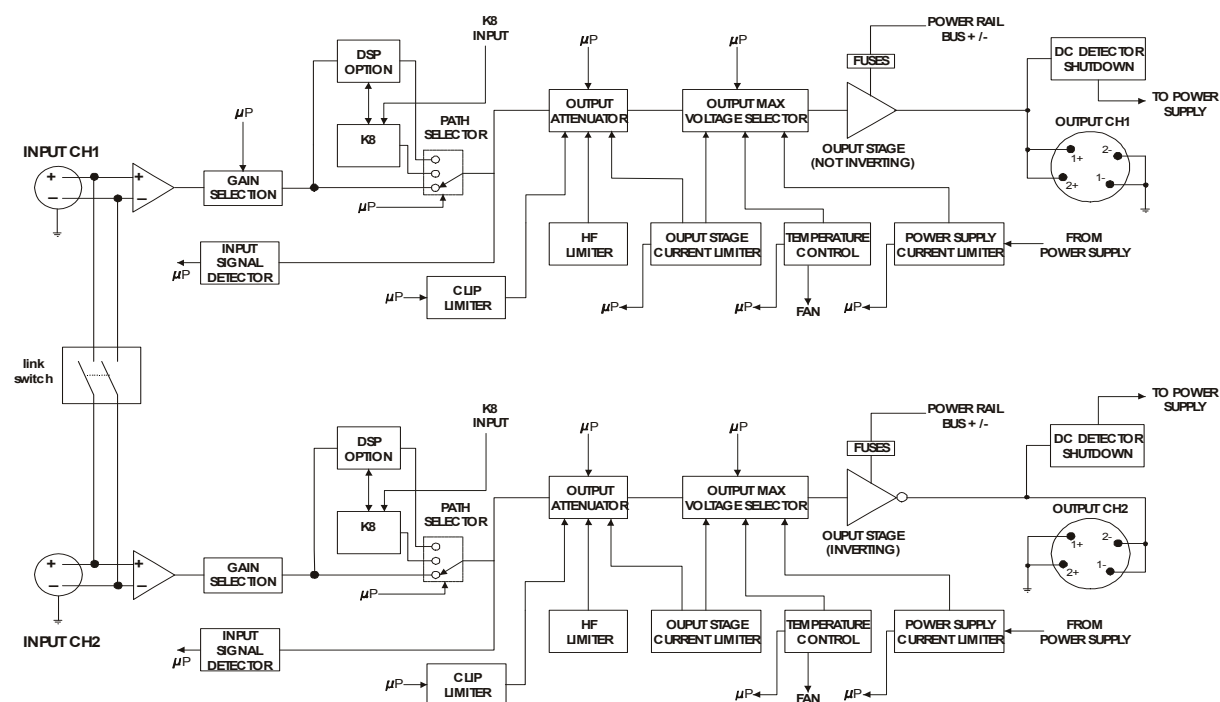 K8
INPUT
POWER RAIL
BUS + /-
DSP
OPTION
µP
µP
FUSES
DC DETECTOR
SHUTDOWN
TO POWER
SUPPLY
µP
K8
PATH
SELECTOR
OUTPUT
ATTENUATOR
OUTPUT MAX
VOLTAGE SELECTOR
OUTPUT CH1
1+
2-
2+
1-
INPUT CH1
+
−
+
−
GAIN
SELECTION
µP
OUPUT STAGE
(NOT INVERTING)
INPUT
SIGNAL
DETECTOR
µP
HF
LIMITER
OUPUT STAGE
CURRENT LIMITER
TEMPERATURE
CONTROL
POWER SUPPLY
CURRENT LIMITER
FROM
POWER SUPPLY
µP
CLIP
LIMITER
µP
µP
FAN
µP
link
switch
K8
INPUT
POWER RAIL
BUS + /-
TO POWER
SUPPLY
DSP
OPTION
µP
µP
FUSES
DC DETECTOR
SHUTDOWN
K8
PATH
SELECTOR
OUTPUT
ATTENUATOR
OUTPUT MAX
VOLTAGE SELECTOR
OUTPUT CH2
1+
2-
2+
1-
+
−
+
−
GAIN
SELECTION
µP
OUPUT STAGE
(INVERTING)
INPUT CH2
INPUT
SIGNAL
DETECTOR
µP
HF
LIMITER
OUPUT STAGE
CURRENT LIMITER
TEMPERATURE
CONTROL
POWER SUPPLY
CURRENT LIMITER
FROM
POWER SUPPLY
µP
CLIP
LIMITER
µP
FAN
µP